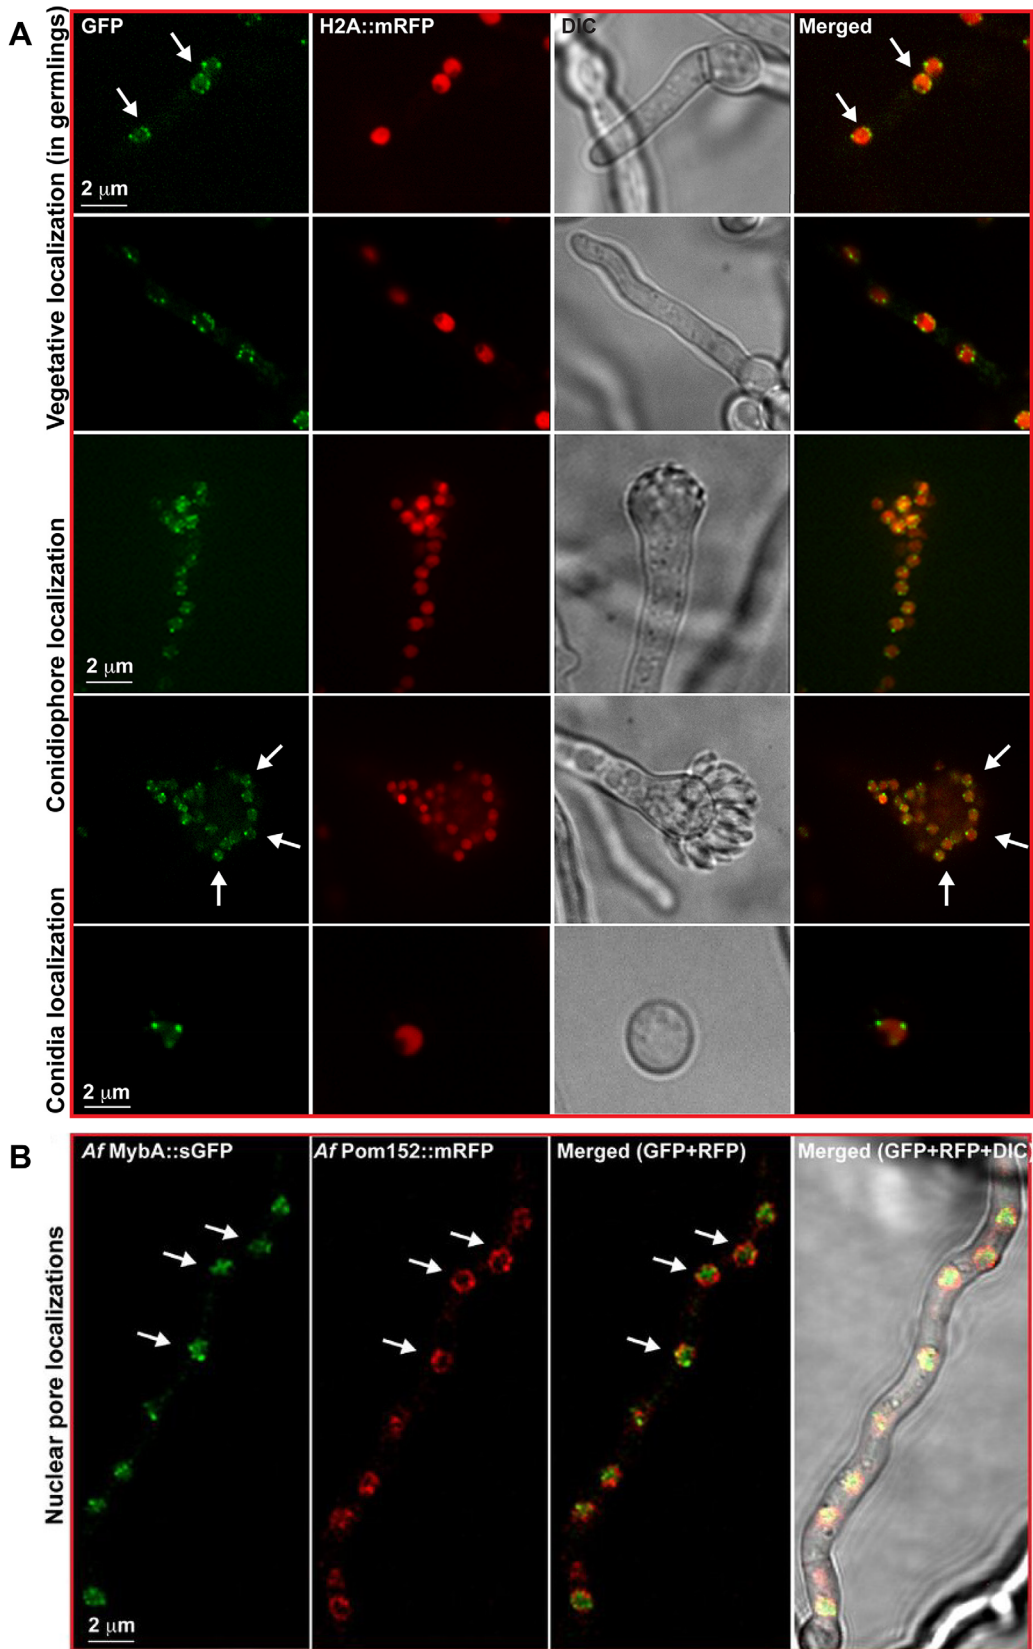 A
GFP
H2A::mRFP
DIC
Merged
Vegetative localization (in germlings)
2 μm
Conidiophore localization
2 μm
Conidia localization
2 μm
B
Af MybA::sGFP
Af Pom152::mRFP
Merged (GFP+RFP)
Merged (GFP+RFP+DIC)
Nuclear pore localizations
2 μm